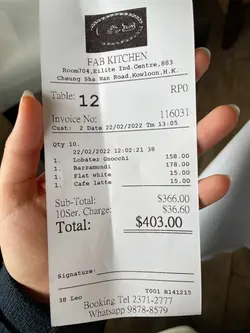 FAB KITCHEN
Room704,Eilite Ind.Centre,883
Cheung Sha Wan Road,Kowloon,H.K.
RP0
Table: 12
Invoice No: 116031
Cust: 2 Date 22/02/2022 Tm 13:05
Qty 10.
22/02/2022 12:02:21 38
1. Lobster Gnocchi 158.00
1. Barramundi 178.00
1. Flat white 15.00
1. Cafe latte 15.00
Sub-Total: $366.00
10Ser. Charge: $36.60
Total: $403.00
Signature:
38 Leo T001 R141215
Booking Tel 2371-2777
Whatsapp 9878-8579